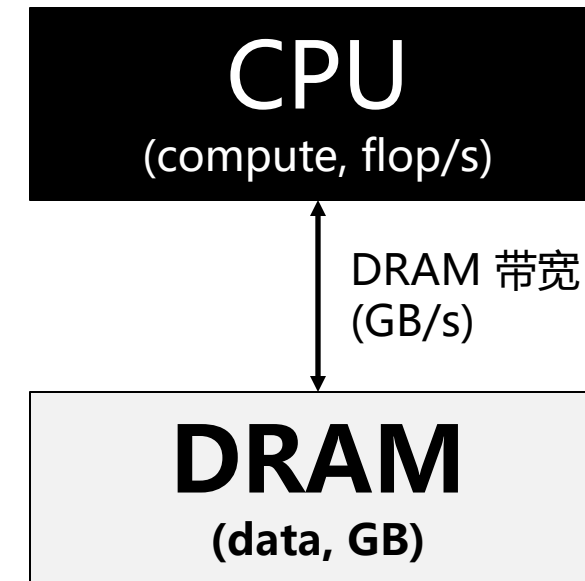 CPU
(compute, flop/s)
DRAM 带宽
(GB/s)
DRAM
(data, GB)